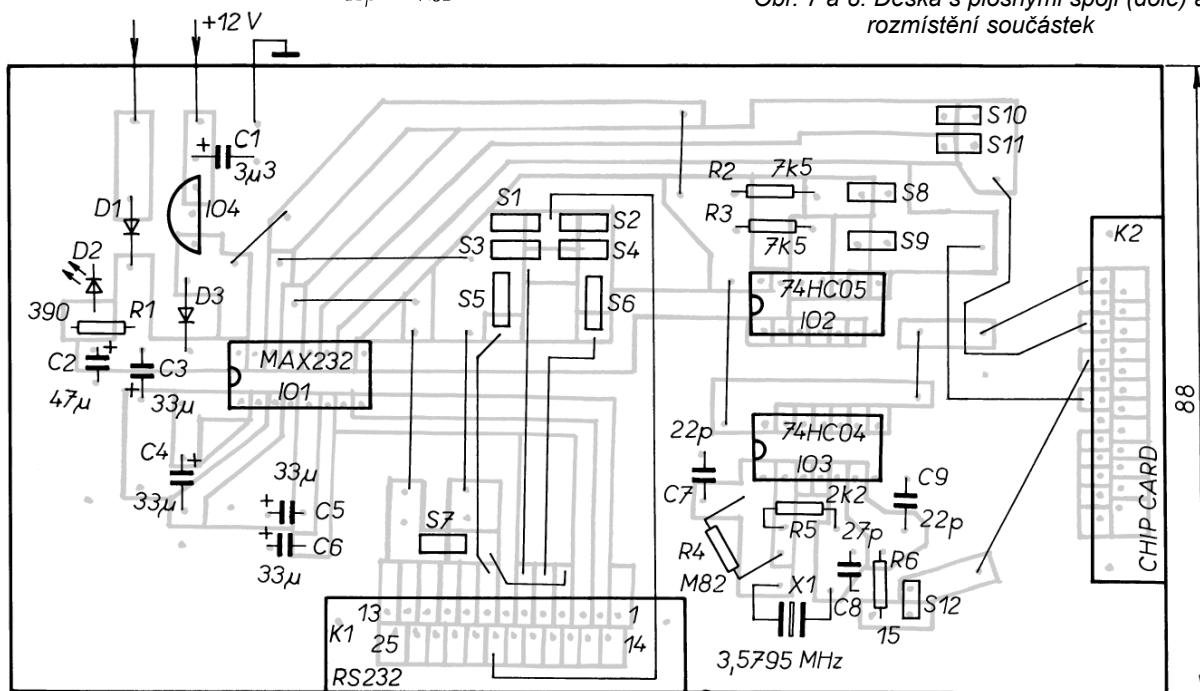 Obr. 7 a 8. Deska s plošnými spoji (dole) a
rozmístění součástek
+12 V
+
C1
3μ3
IO4
D1
D2
D3
390
R1
C2
+
47μ
C3
+
33μ
MAX232
IO1
C4
+
33μ
33μ
+
C5
+
C6
33μ
S1
S2
S3
S4
S5
S6
S7
R2
7k5
R3
7k5
S8
S9
S10
S11
74HC05
IO2
74HC04
IO3
22p
C7
R4
M82
2k2
R5
27p
C8
C9
22p
R6
15
S12
X1
3,5795 MHz
K2
CHIP CARD
88
13
1
K1
25
14
RS232